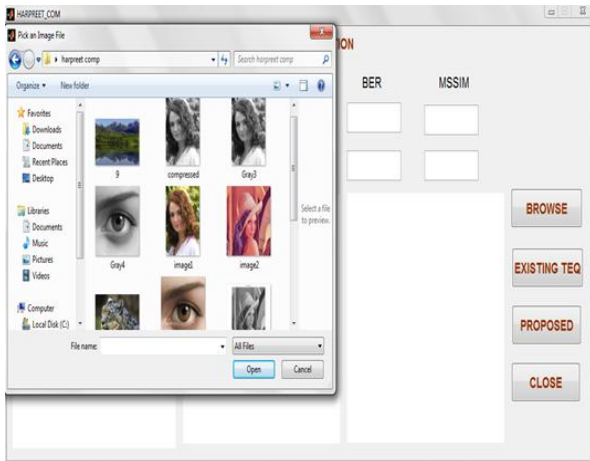 HARPREET_COM
Pick an Image File
ION
harpreet comp
Search harpreet comp
Organize
New folder
BER
MSSIM
Favorites
Downloads
Documents
Recent Places
Desktop
Libraries
Documents
Music
Pictures
Videos
Computer
Local Disk (C:)
9
compressed
Gray3
Gray4
image1
image2
Select a file
to preview.
File name:
All Files
Open
Cancel
BROWSE
EXISTING TEQ
PROPOSED
CLOSE